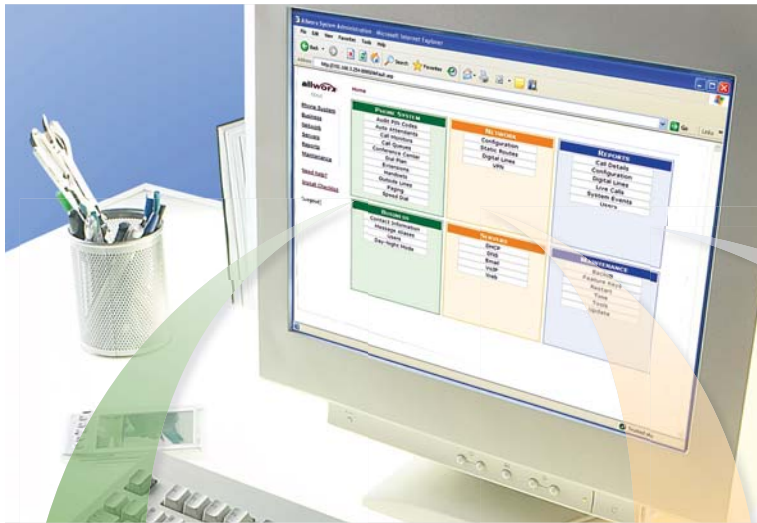 Allworx System Administration - Microsoft Internet Explorer
File Edit View Favorites Tools Help
Back Search Favorites
Address
Go Links
allworx
Home
Phone System
Business
Network
Servers
Reports
Maintenance
Need Help?
Install Checklist
(Logout)
PHONE SYSTEM
Audit PIN Codes
Auto Attendants
Call Monitors
Call Queues
Conference Center
Dial Plan
Extensions
Handsets
Outside Lines
Paging
Speed Dial
NETWORK
Configuration
Static Routes
Digital Lines
VPN
REPORTS
Call Details
Configuration
Digital Lines
Live Calls
System Events
Users
BUSINESS
Contact Information
Message Aliases
Users
Day-Night Mode
SERVERS
DHCP
DNS
Email
VoIP
Web
MAINTENANCE
Backup
Feature Keys
Restart
Time
Tools
Update